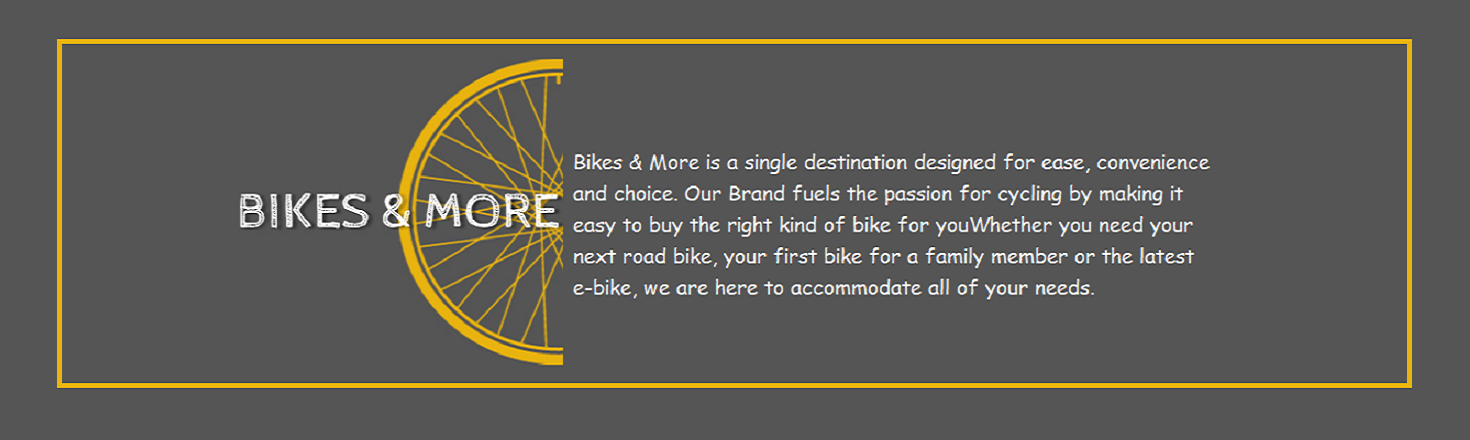 BIKES & MORE
Bikes & More is a single destination designed for ease, convenience
and choice. Our Brand fuels the passion for cycling by making it
easy to buy the right kind of bike for youWhether you need your
next road bike, your first bike for a family member or the latest
e-bike, we are here to accommodate all of your needs.